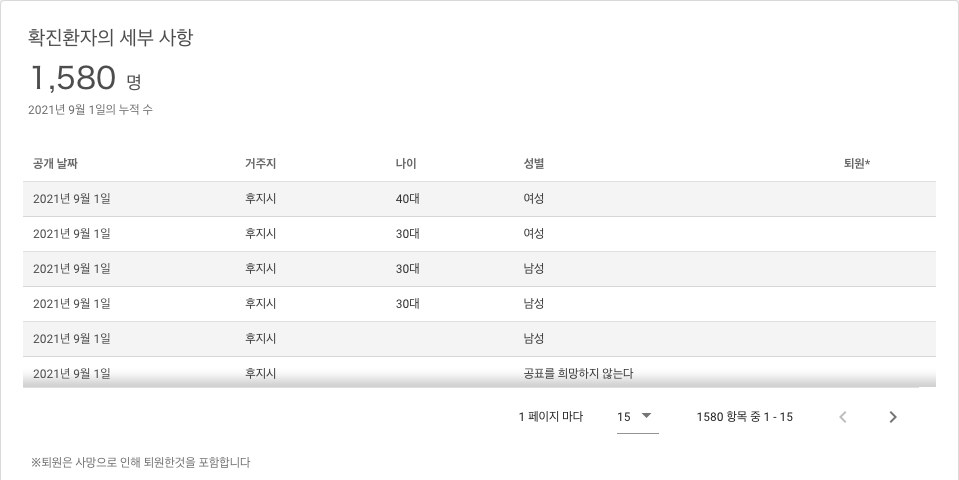 확진환자의 세부 사항
1,580 명
2021년 9월 1일의 누적 수
공개 날짜 거주지 나이 성별 퇴원*
2021년 9월 1일 후지시 40대 여성
2021년 9월 1일 후지시 30대 여성
2021년 9월 1일 후지시 30대 남성
2021년 9월 1일 후지시 30대 남성
2021년 9월 1일 후지시 남성
2021년 9월 1일 후지시 공표를 희망하지 않는다
1 페이지 마다 15 1580 항목 중 1 - 15
※퇴원은 사망으로 인해 퇴원한것을 포함합니다